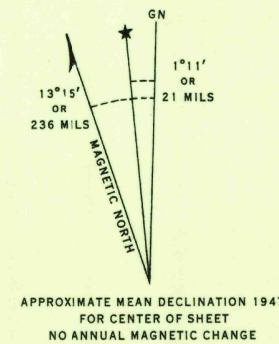 GN
1°11'
OR
21 MILS
13°15'
OR
236 MILS
MAGNETIC NORTH
APPROXIMATE MEAN DECLINATION 194
FOR CENTER OF SHEET
NO ANNUAL MAGNETIC CHANGE